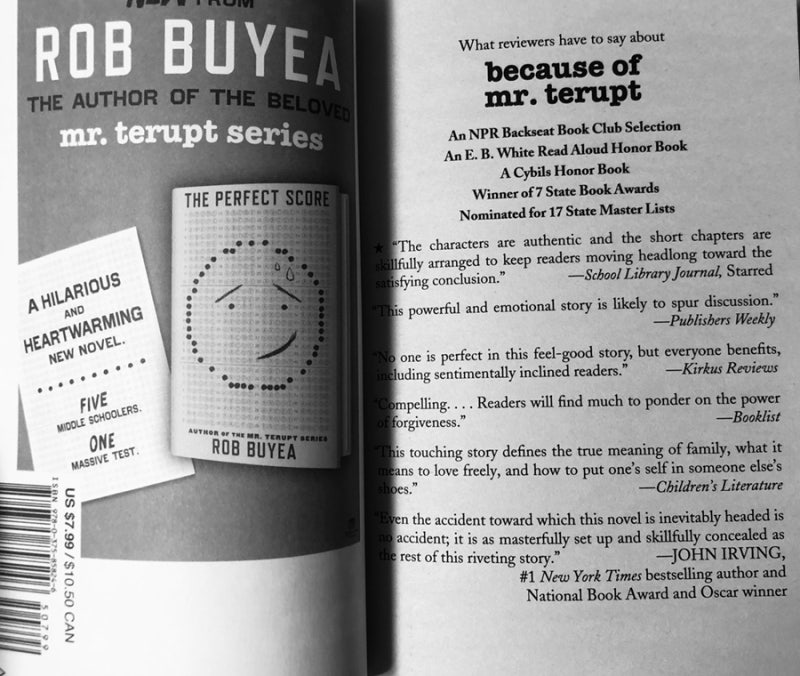 NEW FROM
ROB BUYEA
THE AUTHOR OF THE BELOVED
mr. terupt series
THE PERFECT SCORE
A HILARIOUS
AND
HEARTWARMING
NEW NOVEL.
FIVE
MIDDLE SCHOOLERS.
ONE
MASSIVE TEST.
AUTHOR OF THE MR. TERUPT SERIES
ROB BUYEA
US $7.99 / $10.50 CAN
50799
What reviewers have to say about
because of
mr. terupt
An NPR Backseat Book Club Selection
An E. B. White Read Aloud Honor Book
A Cybils Honor Book
Winner of 7 State Book Awards
Nominated for 17 State Master Lists
★ “The characters are authentic and the short chapters are
skillfully arranged to keep readers moving headlong toward the
satisfying conclusion.” —School Library Journal, Starred
“This powerful and emotional story is likely to spur discussion.”
—Publishers Weekly
“No one is perfect in this feel-good story, but everyone benefits,
including sentimentally inclined readers.” —Kirkus Reviews
“Compelling. . . . Readers will find much to ponder on the power
of forgiveness.” —Booklist
“This touching story defines the true meaning of family, what it
means to love freely, and how to put one’s self in someone else’s
shoes.” —Children’s Literature
“Even the accident toward which this novel is inevitably headed is
no accident; it is as masterfully set up and skillfully concealed as
the rest of this riveting story.” —JOHN IRVING,
#1 New York Times bestselling author and
National Book Award and Oscar winner